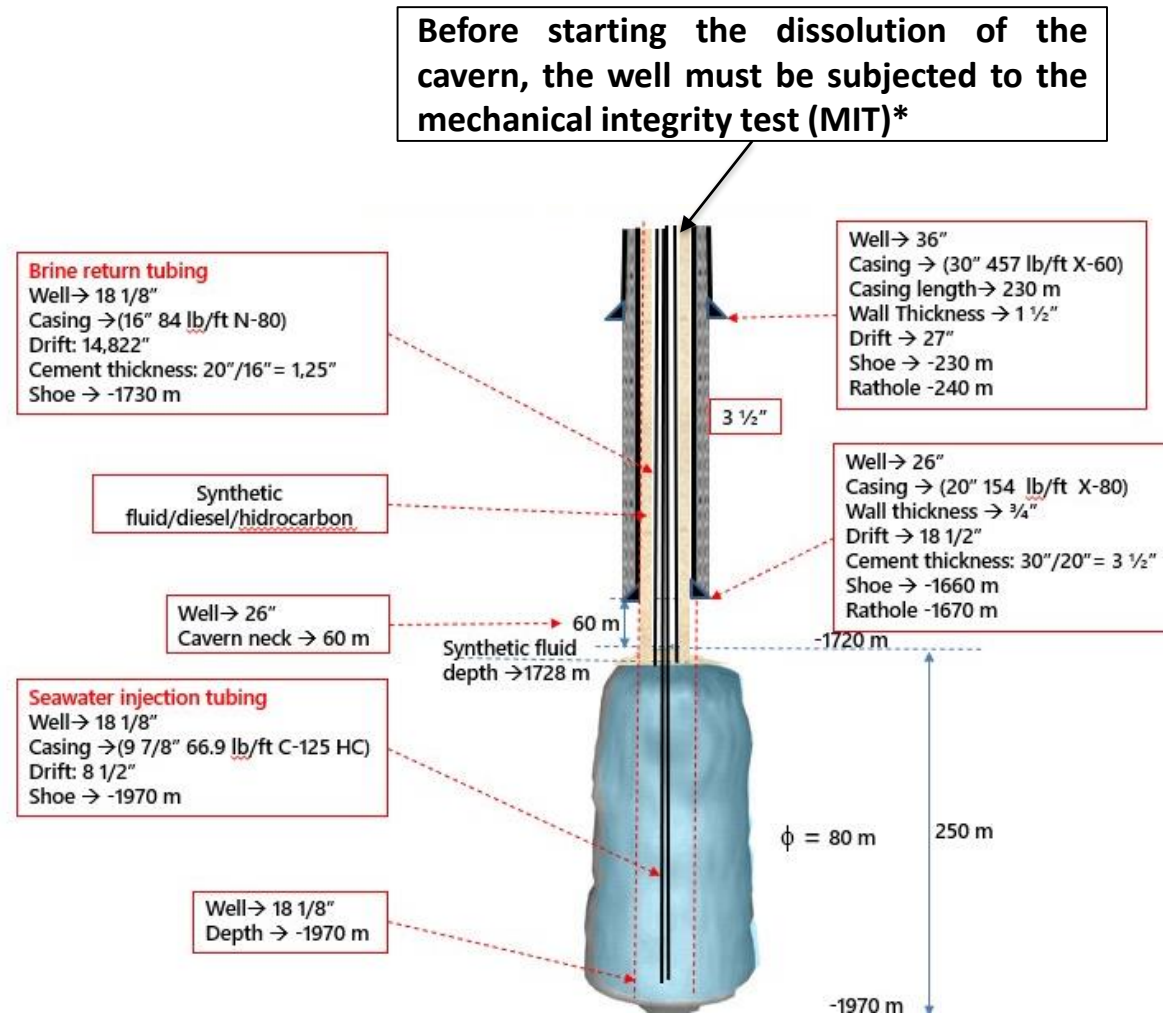 Before starting the dissolution of the
cavern, the well must be subjected to the
mechanical integrity test (MIT)*
Brine return tubing
Well→ 18 1/8”
Casing →(16” 84 lb/ft N-80)
Drift: 14,822”
Cement thickness: 20”/16”= 1,25”
Shoe → -1730 m
Well→ 36”
Casing → (30” 457 lb/ft X-60)
Casing length→ 230 m
Wall Thickness → 1 ½”
Drift → 27”
Shoe → -230 m
Rathole -240 m
3 ½”
Synthetic
fluid/diesel/hidrocarbon
Well→ 26”
Casing → (20” 154 lb/ft X-80)
Wall thickness → ¾”
Drift → 18 1/2”
Cement thickness: 30”/20”= 3 ½”
Shoe → -1660 m
Rathole -1670 m
Well→ 26”
Cavern neck → 60 m
60 m
-1720 m
Synthetic fluid
depth →1728 m
Seawater injection tubing
Well→ 18 1/8”
Casing →(9 7/8” 66.9 lb/ft C-125 HC)
Drift: 8 1/2”
Shoe → -1970 m
ϕ = 80 m
250 m
Well→ 18 1/8”
Depth → -1970 m
-1970 m